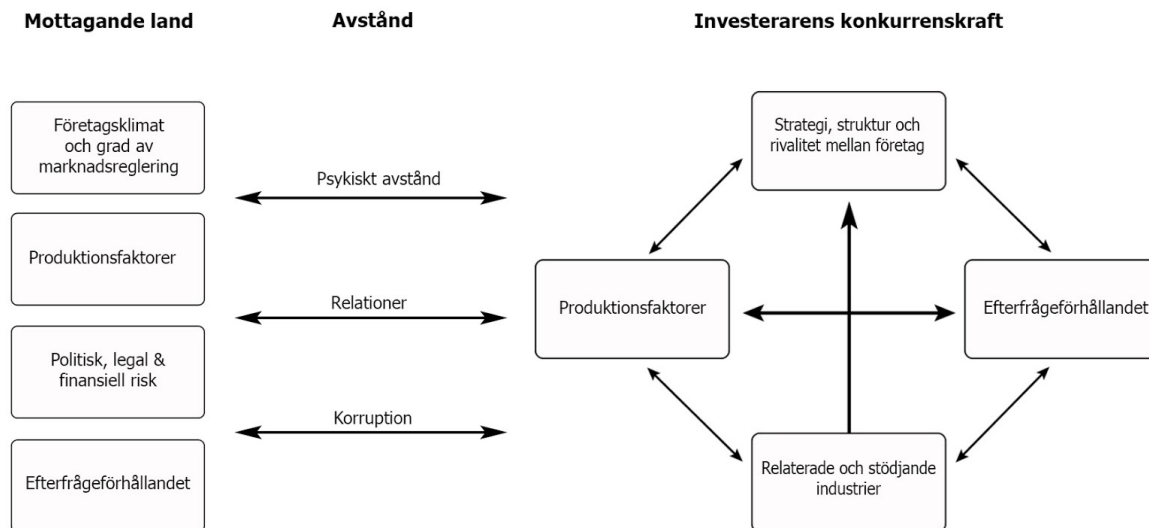 Mottagande land
Avstånd
Investerarens konkurrenskraft
Företagsklimat
och grad av
marknadsreglering
Produktionsfaktorer
Politisk, legal &
finansiell risk
Efterfrågeförhållandet
Psykiskt avstånd
Relationer
Korruption
Strategi, struktur och
rivalitet mellan företag
Produktionsfaktorer
Efterfrågeförhållandet
Relaterade och stödjande
industrier